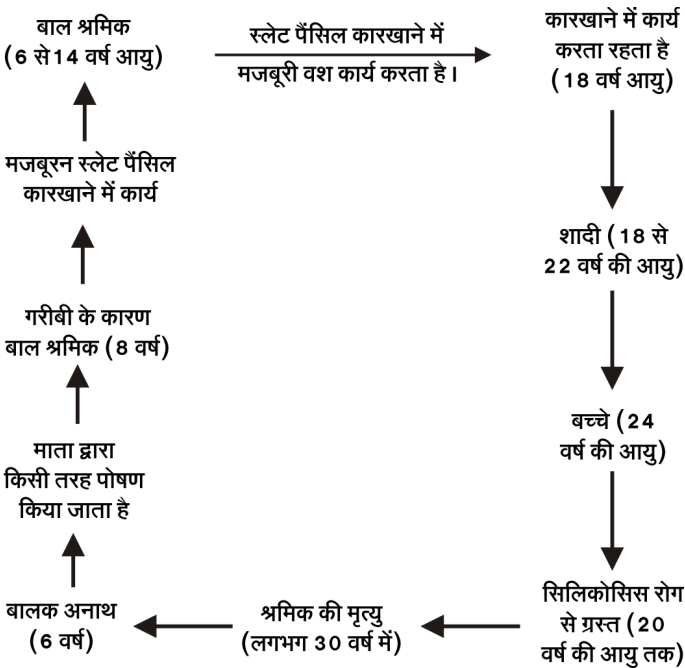 बाल श्रमिक
(6 से14 वर्ष आयु)
स्लेट पैंसिल कारखाने में
मजबूरी वश कार्य करता है।
कारखाने में कार्य
करता रहता है
(18 वर्ष आयु)
शादी (18 से
22 वर्ष की आयु)
बच्चे (24
वर्ष की आयु)
सिलिकोसिस रोग
से ग्रस्त (20
वर्ष की आयु तक)
श्रमिक की मृत्यु
(लगभग 30 वर्ष में)
बालक अनाथ
(6 वर्ष)
माता द्वारा
किसी तरह पोषण
किया जाता है
गरीबी के कारण
बाल श्रमिक (8 वर्ष)
मजबूरन स्लेट पैंसिल
कारखाने में कार्य